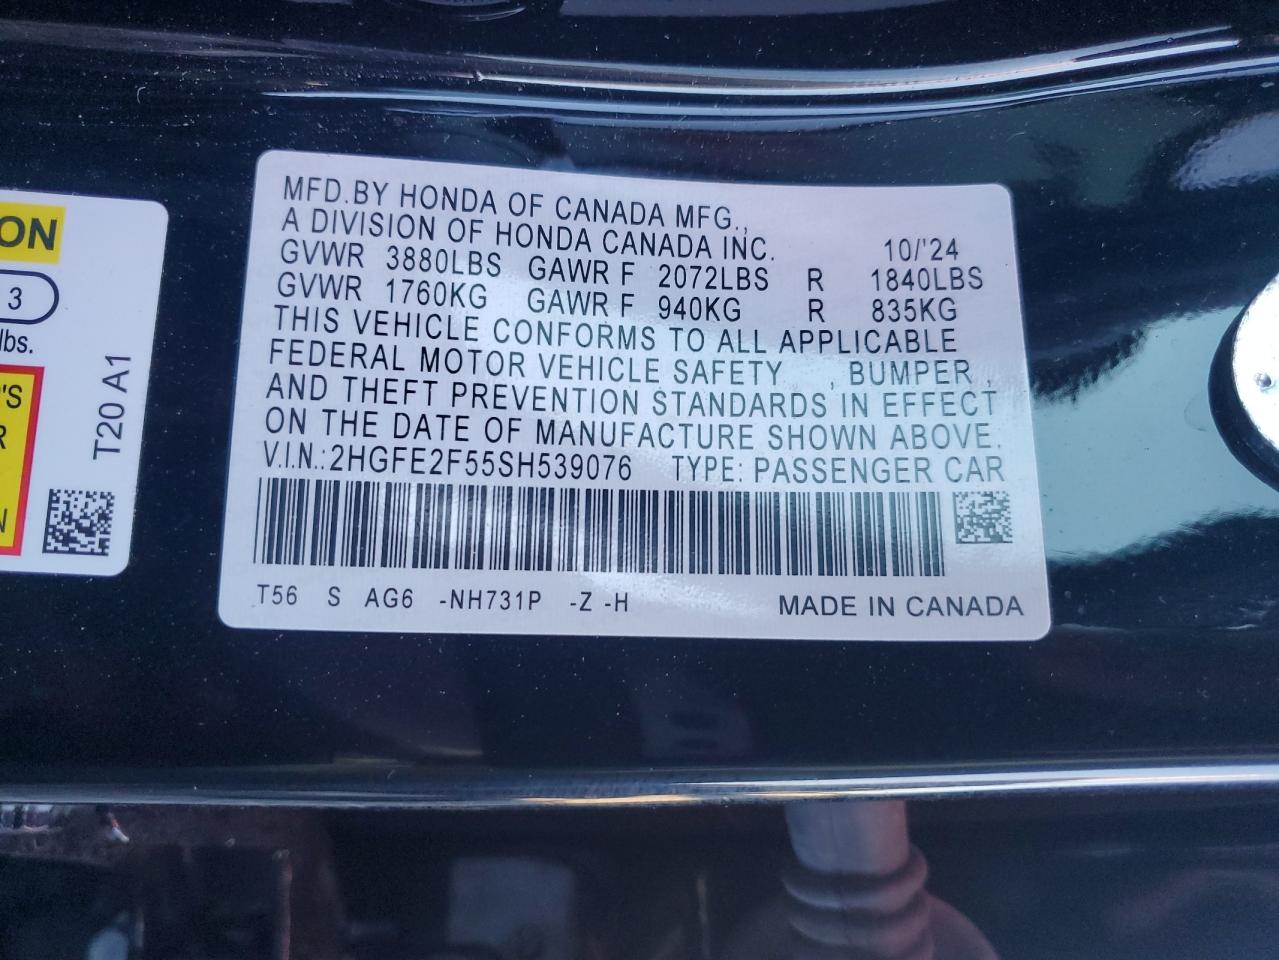 ON
3
lbs.
'S
R
N
T20 A1
MFD.BY HONDA OF CANADA MFG.,
A DIVISION OF HONDA CANADA INC. 10/'24
GVWR 3880LBS GAWR F 2072LBS R 1840LBS
GVWR 1760KG GAWR F 940KG R 835KG
THIS VEHICLE CONFORMS TO ALL APPLICABLE
FEDERAL MOTOR VEHICLE SAFETY , BUMPER ,
AND THEFT PREVENTION STANDARDS IN EFFECT
ON THE DATE OF MANUFACTURE SHOWN ABOVE.
V.I.N.:2HGFE2F55SH539076 TYPE: PASSENGER CAR
T56 S AG6 -NH731P -Z -H MADE IN CANADA